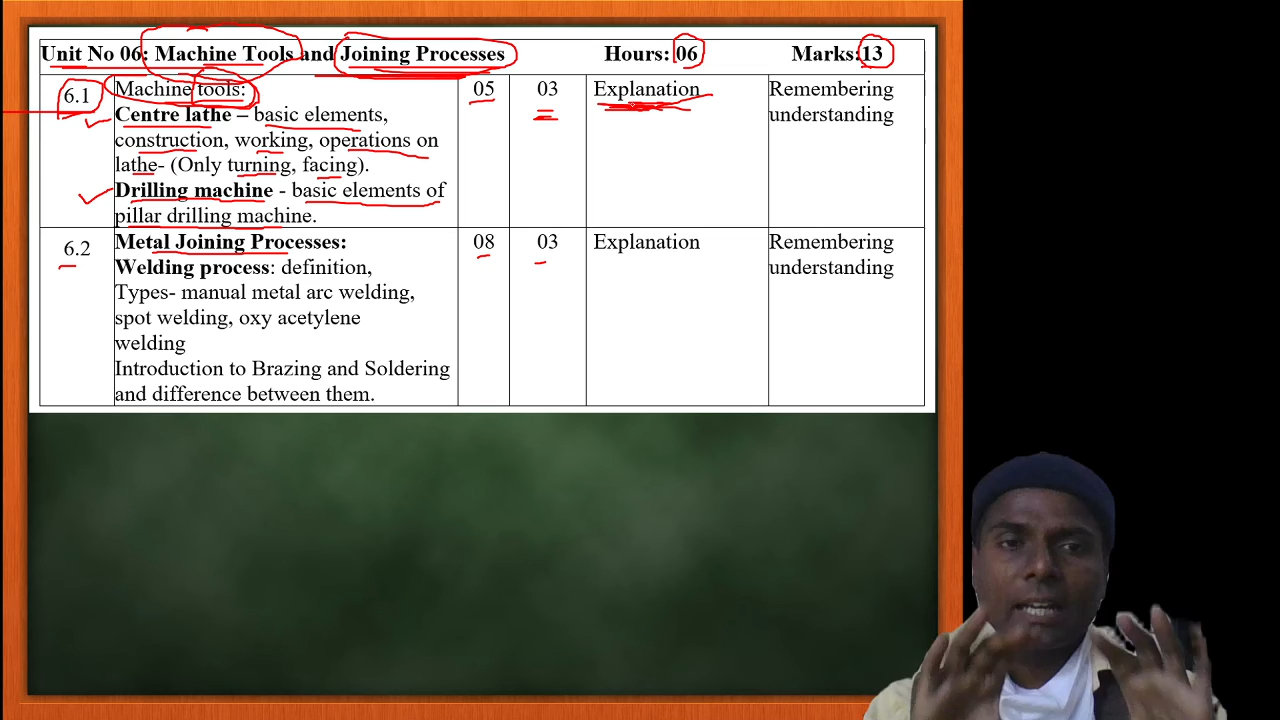 Unit No 06: Machine Tools and Joining Processes Hours: 06 Marks:13
6.1 Machine tools: 05 03 Explanation Remembering
Centre lathe – basic elements, understanding
construction, working, operations on
lathe- (Only turning, facing).
Drilling machine - basic elements of
pillar drilling machine.
6.2 Metal Joining Processes: 08 03 Explanation Remembering
Welding process: definition, understanding
Types- manual metal arc welding,
spot welding, oxy acetylene
welding
Introduction to Brazing and Soldering
and difference between them.